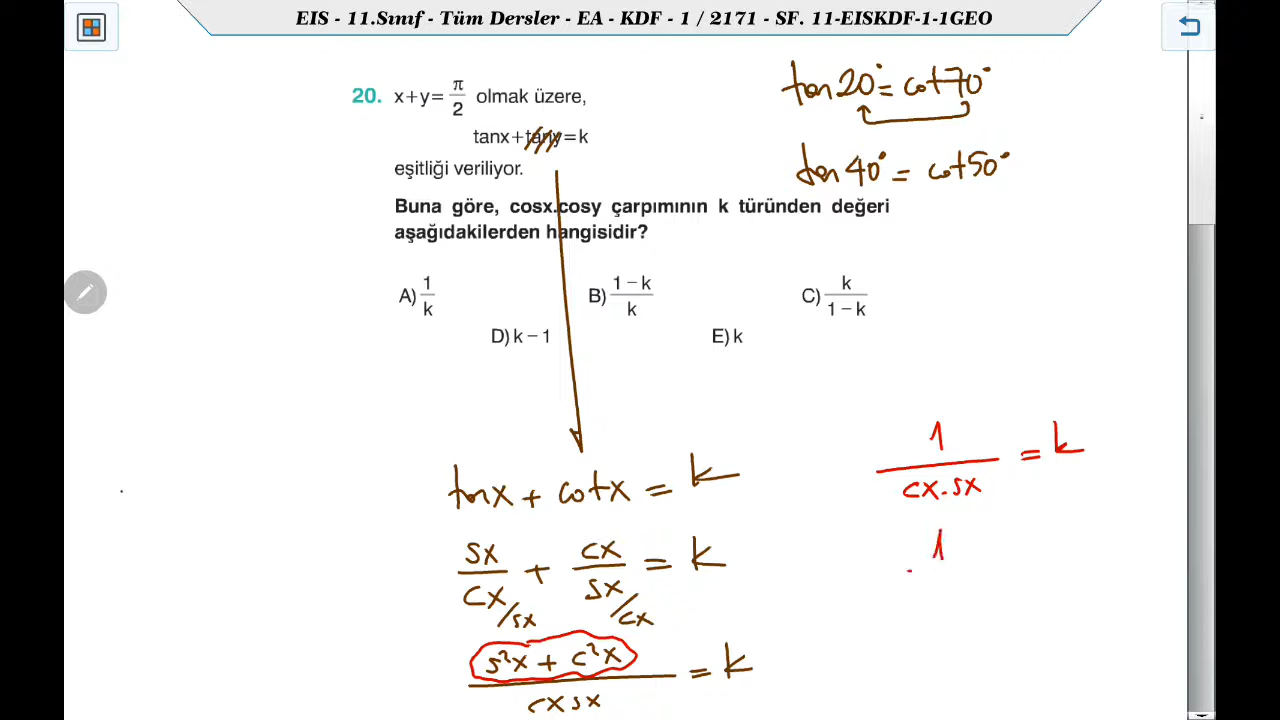 EIS - 11.Sınıf - Tüm Dersler - EA - KDF - 1 / 2171 - SF. 11-EISKDF-1-1GEO
20. x+y= π/2 olmak üzere,
tanx+tany=k
eşitliği veriliyor.
Buna göre, cosx.cosy çarpımının k türünden değeri
aşağıdakilerden hangisidir?
A) 1/k B) 1−k/k C) k/1−k
D) k − 1 E) k
tan20° = cot70°
tan40° = cot50°
tanx + cotx = k
sx/cx + cx/sx = k
/sx /cx
s²x + c²x / cxsx = k
1/cx.sx = k
1